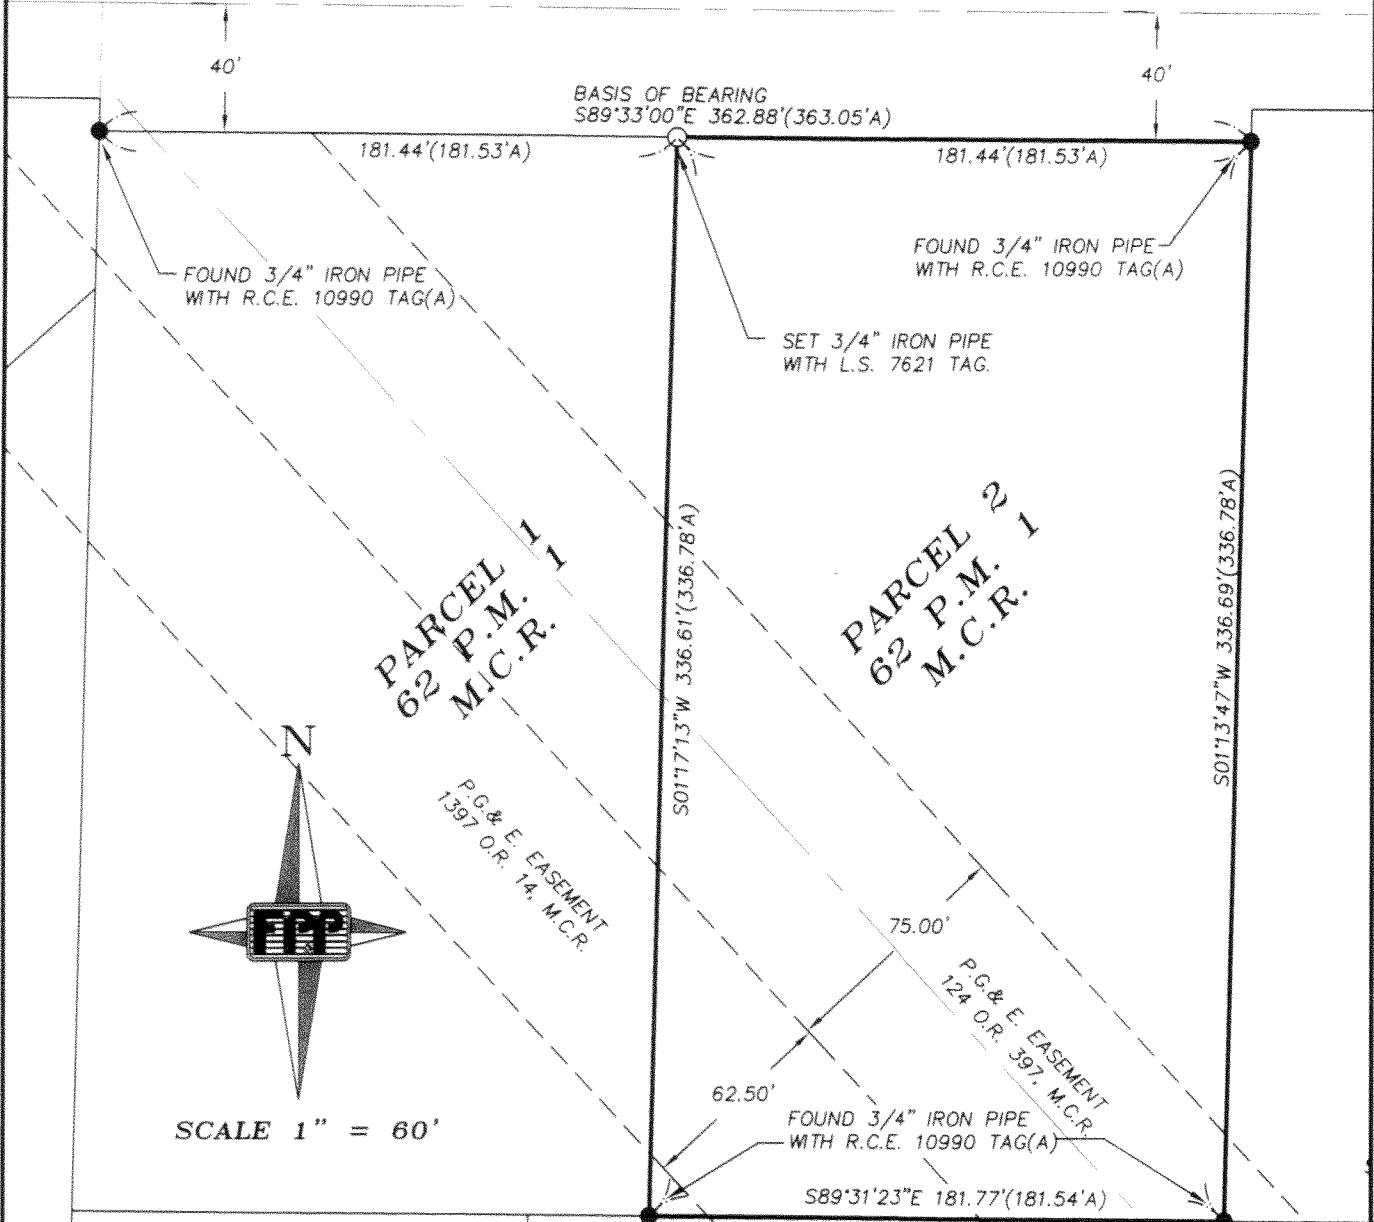 40'
40'
BASIS OF BEARING
S89°33'00"E 362.88'(363.05'A)
181.44'(181.53'A)
181.44'(181.53'A)
FOUND 3/4" IRON PIPE
WITH R.C.E. 10990 TAG(A)
FOUND 3/4" IRON PIPE
WITH R.C.E. 10990 TAG(A)
SET 3/4" IRON PIPE
WITH L.S. 7621 TAG.
PARCEL 1
62 P.M. 1
M.C.R.
S01°17'13"W 336.61'(336.78'A)
PARCEL 2
62 P.M. 1
M.C.R.
S01°13'47"W 336.69'(336.78'A)
N
P.G.& E. EASEMENT
1397 O.R. 14, M.C.R.
FPP
75.00'
P.G.& E. EASEMENT
124 O.R. 397, M.C.R.
62.50'
SCALE 1" = 60'
FOUND 3/4" IRON PIPE
WITH R.C.E. 10990 TAG(A)
S89°31'23"E 181.77'(181.54'A)